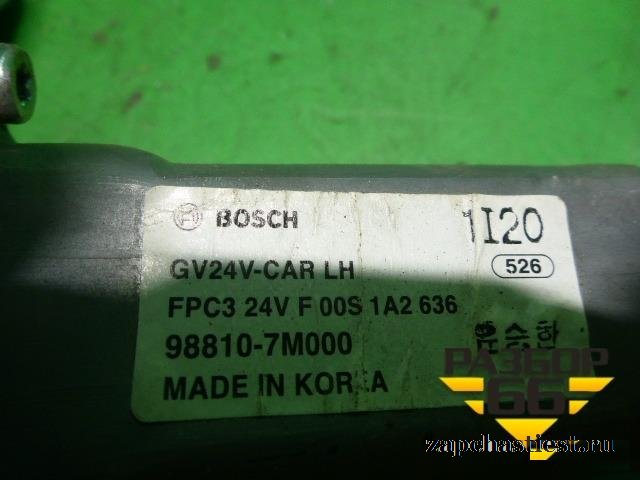 BOSCH 1I20
GV24V-CAR LH 526
FPC3 24V F 00S 1A2 636
98810-7M000
MADE IN KOREA
РАЗБОР
66
zapchastiest.ru